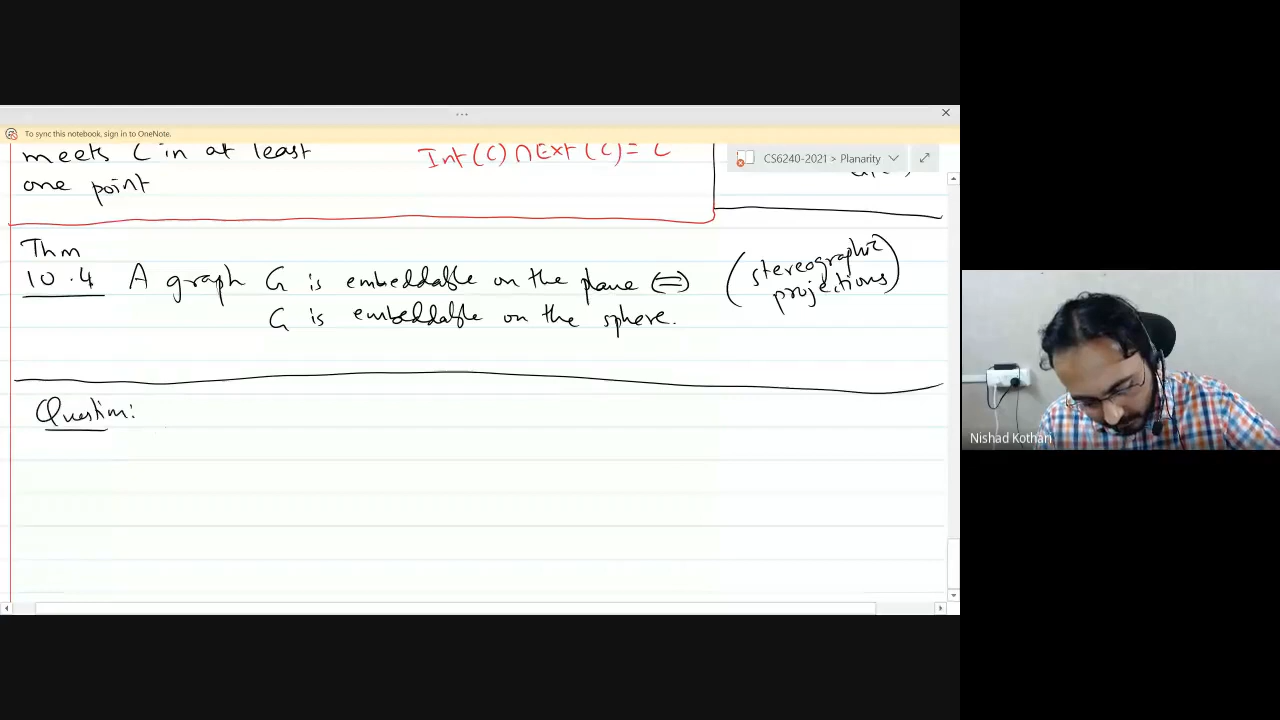 To sync this notebook, sign in to OneNote.
CS6240-2021 > Planarity
meets C in at least
one point
Int(C) ∩ Ext(C) = C
Thm
10.4 A graph G is embeddable on the plane ⇔
G is embeddable on the sphere.
(stereographic
projections)
Question:
Nishad Kothari